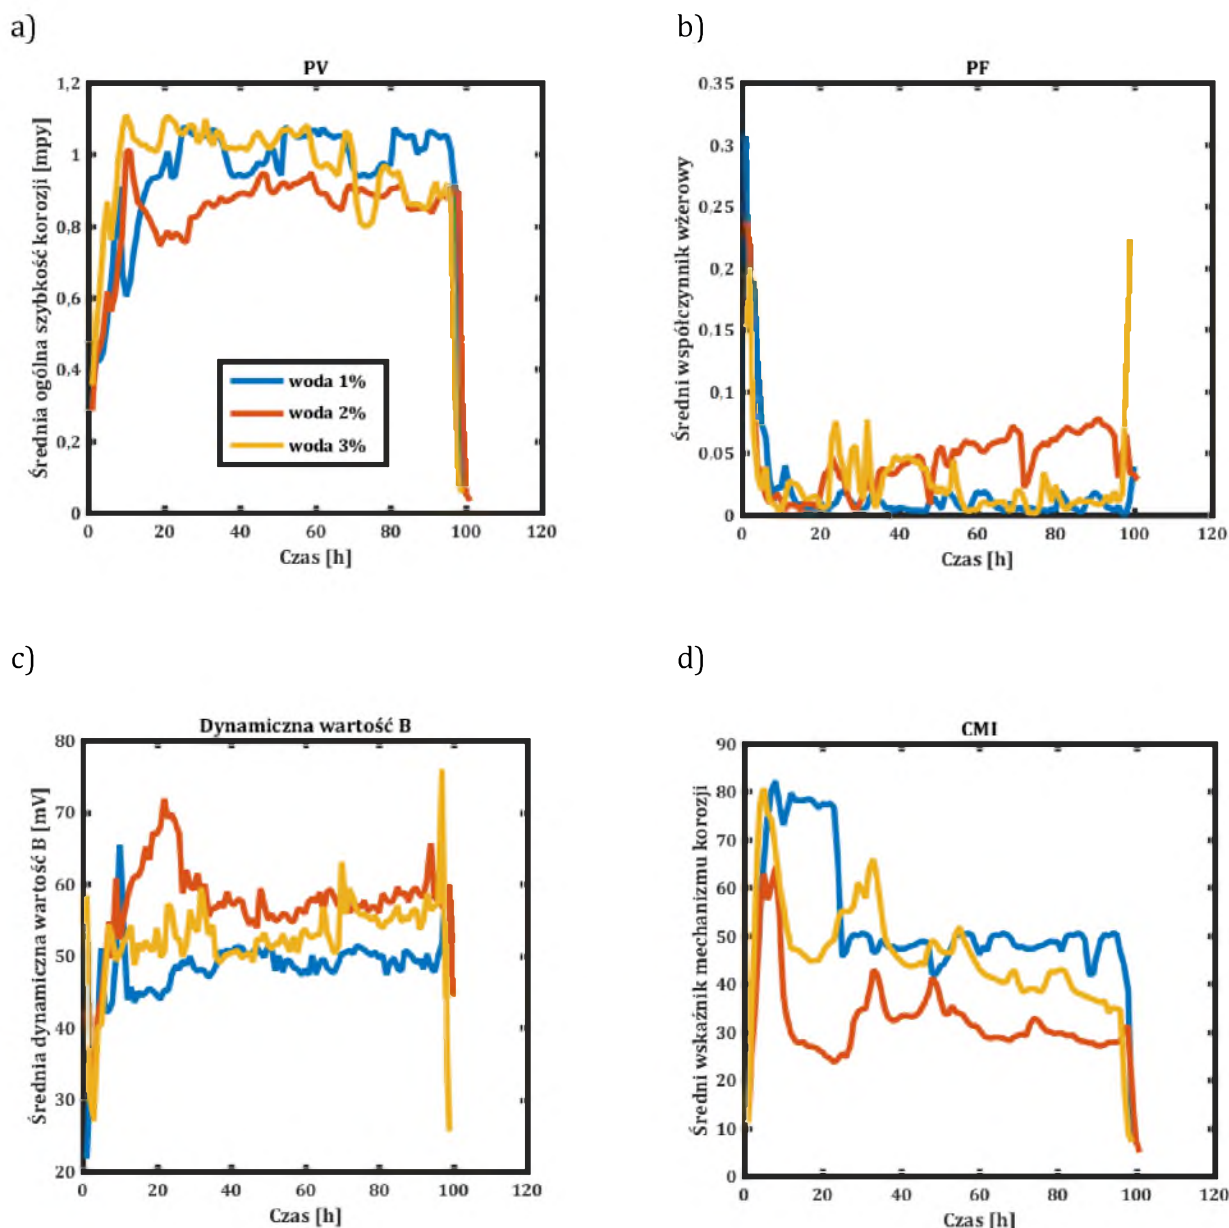 a)
PV
Średnia ogólna szybkość korozji [mpy]
1,2
1
0,8
0,6
0,4
0,2
0
0 20 40 60 80 100 120
Czas [h]
woda 1%
woda 2%
woda 3%
b)
PF
Średni współczynnik wżerowy
0.35
0.3
0.25
0.2
0.15
0.1
0.05
0
0 20 40 60 80 100 120
Czas [h]
c)
Dynamiczna wartość B
Średnia dynamiczna wartość B [mV]
80
70
60
50
40
30
20
0 20 40 60 80 100 120
Czas [h]
d)
CMI
Średni wskaźnik mechanizmu korozji
90
80
70
60
50
40
30
20
10
0
0 20 40 60 80 100 120
Czas [h]